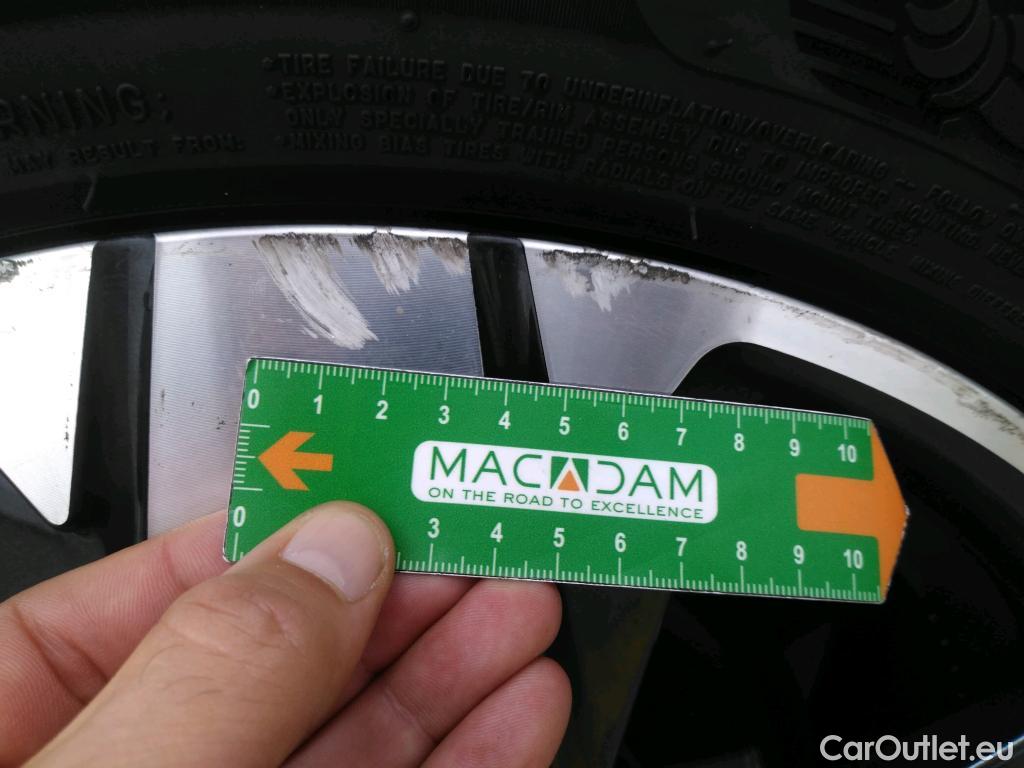 RNING:
MAY RESULT FROM:
•TIRE FAILURE DUE TO UNDERINFLATION/OVERLOADING -- FOLLOW
•EXPLOSION OF TIRE/RIM ASSEMBLY DUE TO IMPROPER MOUNTING
ONLY SPECIALLY TRAINED PERSONS SHOULD MOUNT TIRES.
•MIXING BIAS TIRES WITH RADIALS ON THE SAME VEHICLE. MIXING
0 1 2 3 4 5 6 7 8 9 10
MACADAM
ON THE ROAD TO EXCELLENCE
0 3 4 5 6 7 8 9 10
CarOutlet.eu